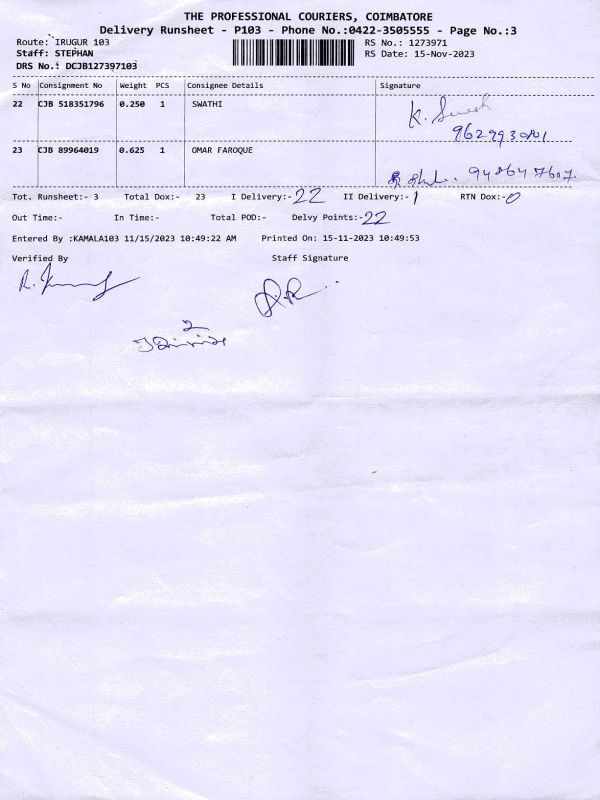 THE PROFESSIONAL COURIERS, COIMBATORE
Delivery Runsheet - P103 - Phone No.:0422-3505555 - Page No.:3
Route: IRUGUR 103 RS No.: 1273971
Staff: STEPHAN RS Date: 15-Nov-2023
DRS No.: DCJB127397103
S No Consignment No Weight PCS Consignee Details Signature
22 CJB 518351796 0.250 1 SWATHI K.
23 CJB 89964019 0.625 1 OMAR FAROQUE
Tot. Runsheet:- 3 Total Dox:- 23 I Delivery:- 22 II Delivery:- 1 RTN Dox:- 0
Out Time:- In Time:- Total POD:- Delvy Points:- 22
Entered By :KAMALA103 11/15/2023 10:49:22 AM Printed On: 15-11-2023 10:49:53
Verified By Staff Signature